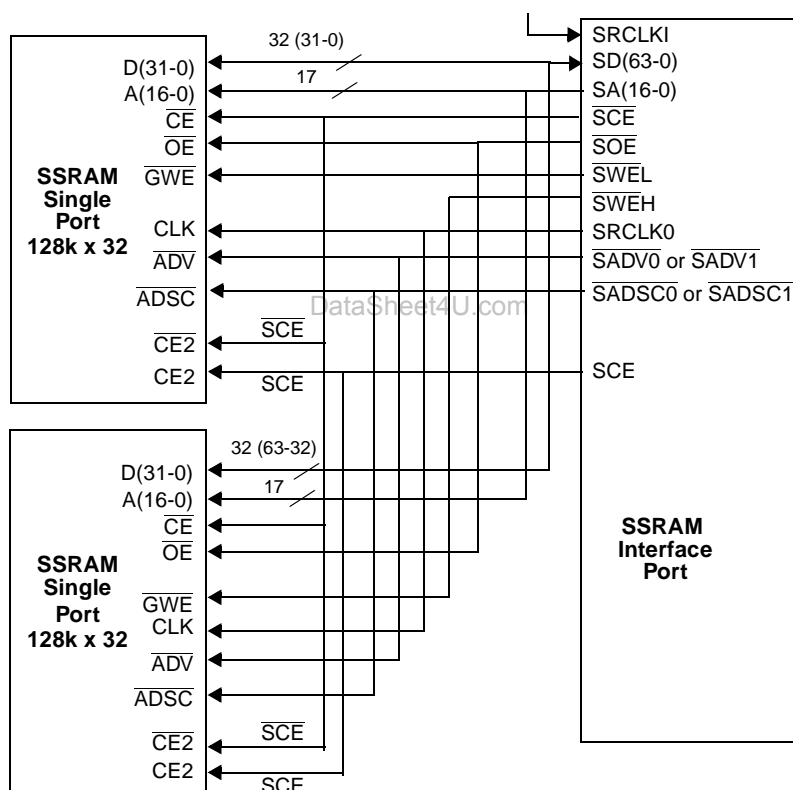 32 (31-0)
D(31-0)
17
A(16-0)
CE
OE
SSRAM
Single
Port
128k x 32
GWE
CLK
ADV
ADSC
CE2
SCE
CE2
SCE
SRCLKI
SD(63-0)
SA(16-0)
SCE
SOE
SWEL
SWEH
SRCLK0
SADV0 or SADV1
SADSC0 or SADSC1
SCE
SSRAM
Interface
Port
DataSheet4U.com
32 (63-32)
D(31-0)
17
A(16-0)
CE
OE
SSRAM
Single
Port
128k x 32
GWE
CLK
ADV
ADSC
CE2
SCE
CE2
SCE